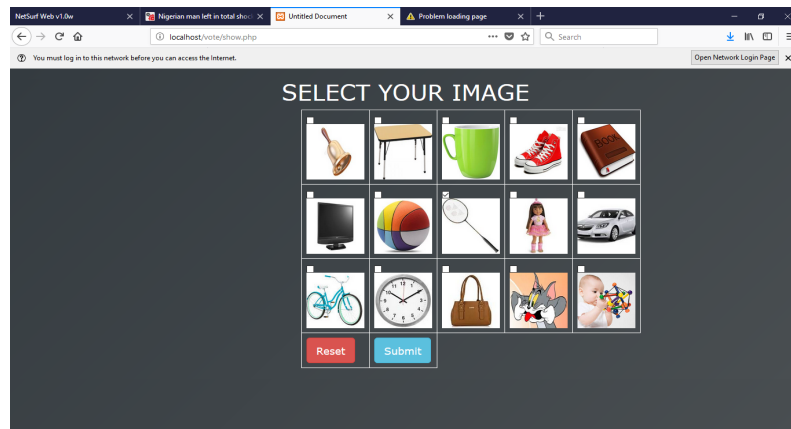 NetSurf Web v1.0w
Nigerian man left in total shoc
Untitled Document
Problem loading page
localhost/vote/show.php
Search
You must log in to this network before you can access the Internet.
Open Network Login Page
SELECT YOUR IMAGE
BOOK
Reset
Submit